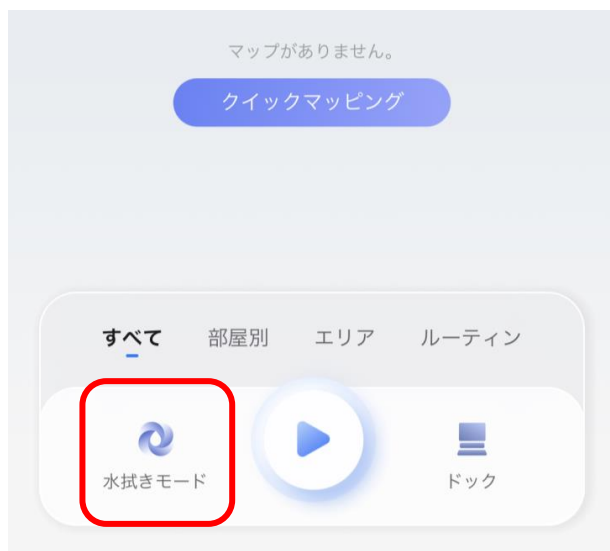 マップがありません。
クイックマッピング
すべて 部屋別 エリア ルーティン
水拭きモード ドック